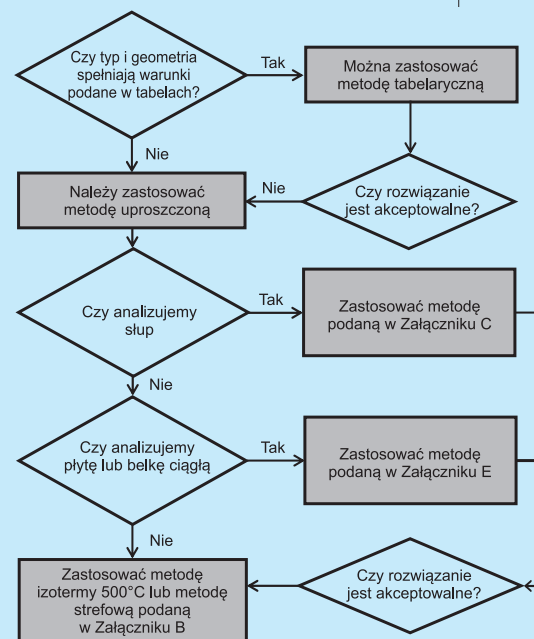 Czy typ i geometria
spełniają warunki
podane w tabelach?
Tak
Można zastosować
metodę tabelaryczną
Nie
Należy zastosować
metodę uproszczoną
Nie
Czy rozwiązanie
jest akceptowalne?
Czy analizujemy
słup
Tak
Zastosować metodę
podaną w Załączniku C
Nie
Czy analizujemy
płytę lub belkę ciągłą
Tak
Zastosować metodę
podaną w Załączniku E
Nie
Zastosować metodę
izotermy 500°C lub metodę
strefową podaną
w Załączniku B
Czy rozwiązanie
jest akceptowalne?